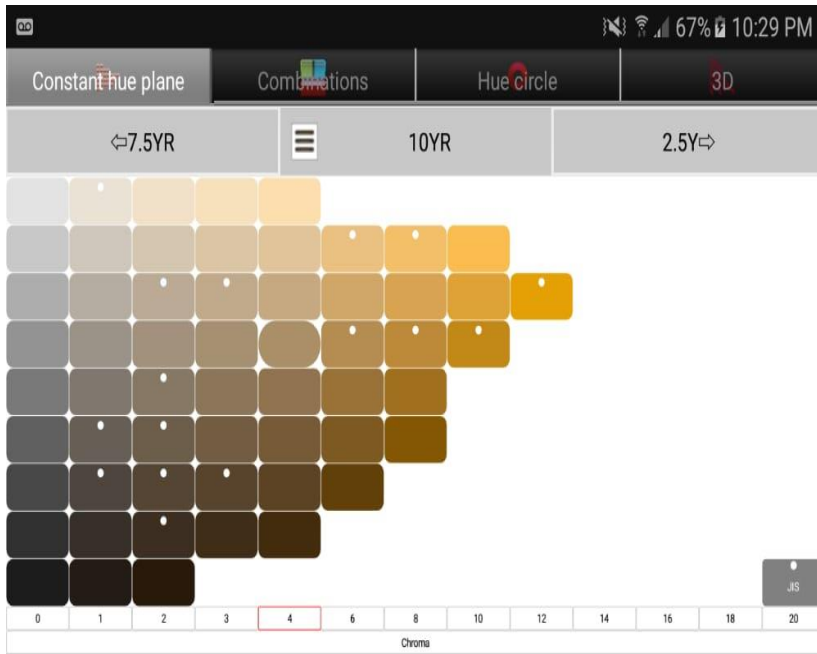 67% 10:29 PM
Constant hue plane Combinations Hue circle 3D
⇦7.5YR 10YR 2.5Y⇨
JIS
0 1 2 3 4 6 8 10 12 14 16 18 20
Chroma